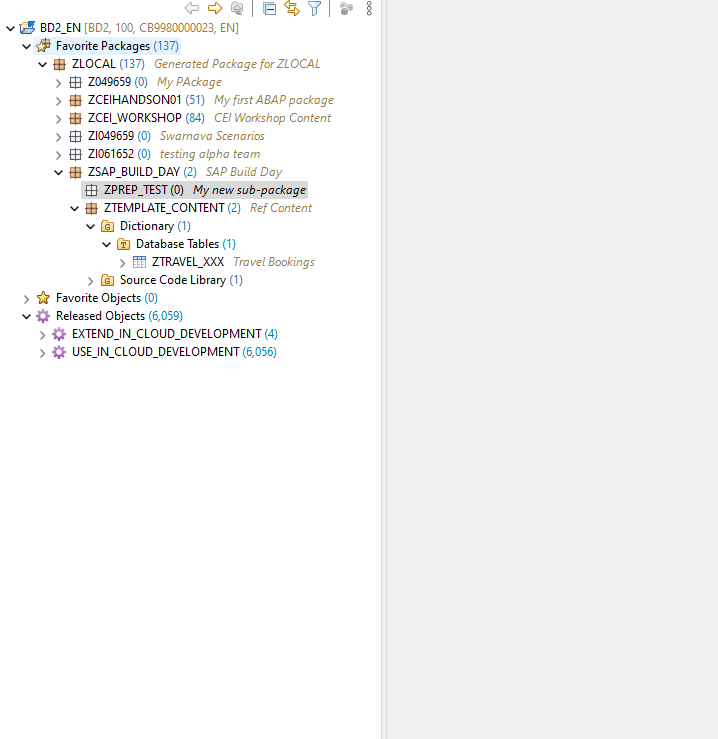 BD2_EN [BD2, 100, CB9980000023, EN]
Favorite Packages (137)
ZLOCAL (137) Generated Package for ZLOCAL
Z049659 (0) My PAckage
ZCEIHANDSON01 (51) My first ABAP package
ZCEI_WORKSHOP (84) CEI Workshop Content
ZI049659 (0) Swarnava Scenarios
ZI061652 (0) testing alpha team
ZSAP_BUILD_DAY (2) SAP Build Day
ZPREP_TEST (0) My new sub-package
ZTEMPLATE_CONTENT (2) Ref Content
Dictionary (1)
Database Tables (1)
ZTRAVEL_XXX Travel Bookings
Source Code Library (1)
Favorite Objects (0)
Released Objects (6,059)
EXTEND_IN_CLOUD_DEVELOPMENT (4)
USE_IN_CLOUD_DEVELOPMENT (6,056)